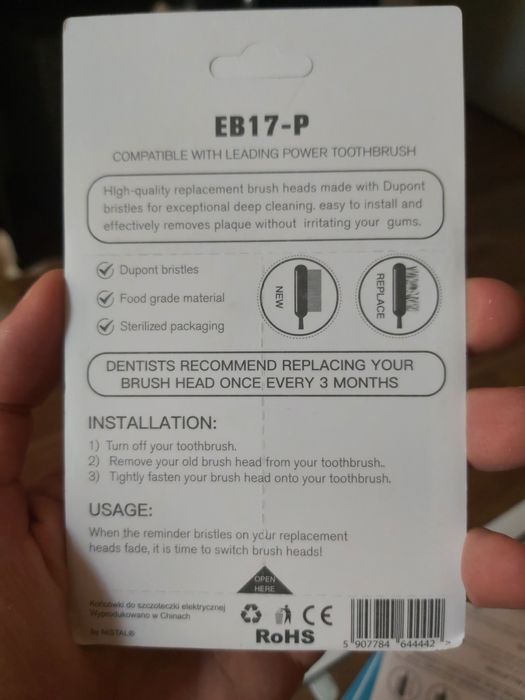 EB17-P
COMPATIBLE WITH LEADING POWER TOOTHBRUSH
High-quality replacement brush heads made with Dupont
bristles for exceptional deep cleaning. easy to install and
effectively removes plaque without irritating your gums.
Dupont bristles
Food grade material
Sterilized packaging
NEW
REPLACE
DENTISTS RECOMMEND REPLACING YOUR
BRUSH HEAD ONCE EVERY 3 MONTHS
INSTALLATION:
1) Turn off your toothbrush.
2) Remove your old brush head from your toothbrush..
3) Tightly fasten your brush head onto your toothbrush.
USAGE:
When the reminder bristles on your replacement
heads fade, it is time to switch brush heads!
OPEN
HERE
Końcówki do szczoteczki elektrycznej
Wyprodukowano w Chinach
by MISTAL®
CE
RoHS
5 907784 644442 >